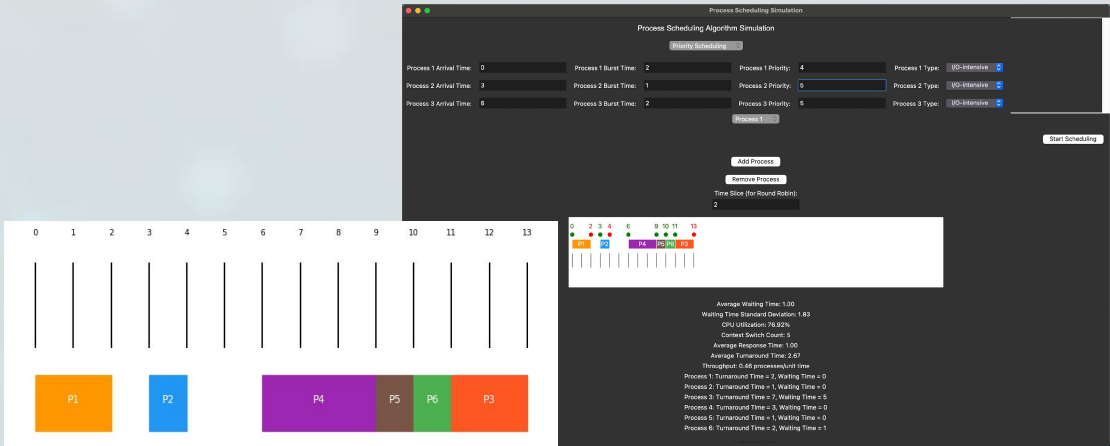 Process Scheduling Simulation
Process Scheduling Algorithm Simulation
Priority Scheduling
Process 1 Arrival Time: 0 Process 1 Burst Time: 2 Process 1 Priority: 4 Process 1 Type: I/O-intensive
Process 2 Arrival Time: 3 Process 2 Burst Time: 1 Process 2 Priority: 5 Process 2 Type: I/O-intensive
Process 3 Arrival Time: 6 Process 3 Burst Time: 2 Process 3 Priority: 5 Process 3 Type: I/O-intensive
Process 1
Start Scheduling
Add Process
Remove Process
Time Slice (for Round Robin):
2
0 2 3 4 6 9 10 11 13
P1 P2 P4 P5 P6 P3
Average Waiting Time: 1.00
Waiting Time Standard Deviation: 1.83
CPU Utilization: 76.92%
Context Switch Count: 5
Average Response Time: 1.00
Average Turnaround Time: 2.67
Throughput: 0.46 processes/unit time
Process 1: Turnaround Time = 2, Waiting Time = 0
Process 2: Turnaround Time = 1, Waiting Time = 0
Process 3: Turnaround Time = 7, Waiting Time = 5
Process 4: Turnaround Time = 3, Waiting Time = 0
Process 5: Turnaround Time = 1, Waiting Time = 0
Process 6: Turnaround Time = 2, Waiting Time = 1
0 1 2 3 4 5 6 7 8 9 10 11 12 13
P1 P2 P4 P5 P6 P3